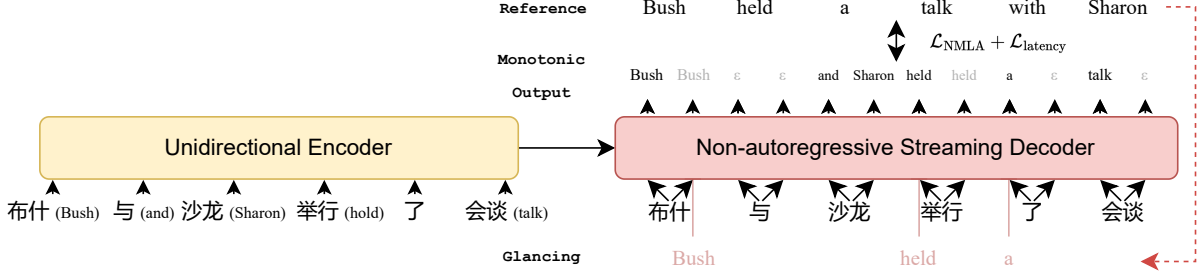 Reference Bush held a talk with Sharon
ℒ_NMLA + ℒ_latency
Monotonic Output
Bush Bush ε ε and Sharon held held a ε talk ε
Unidirectional Encoder
Non-autoregressive Streaming Decoder
布什 (Bush) 与 (and) 沙龙 (Sharon) 举行 (hold) 了 会谈 (talk)
布什 与 沙龙 举行 了 会谈
Glancing Bush held a